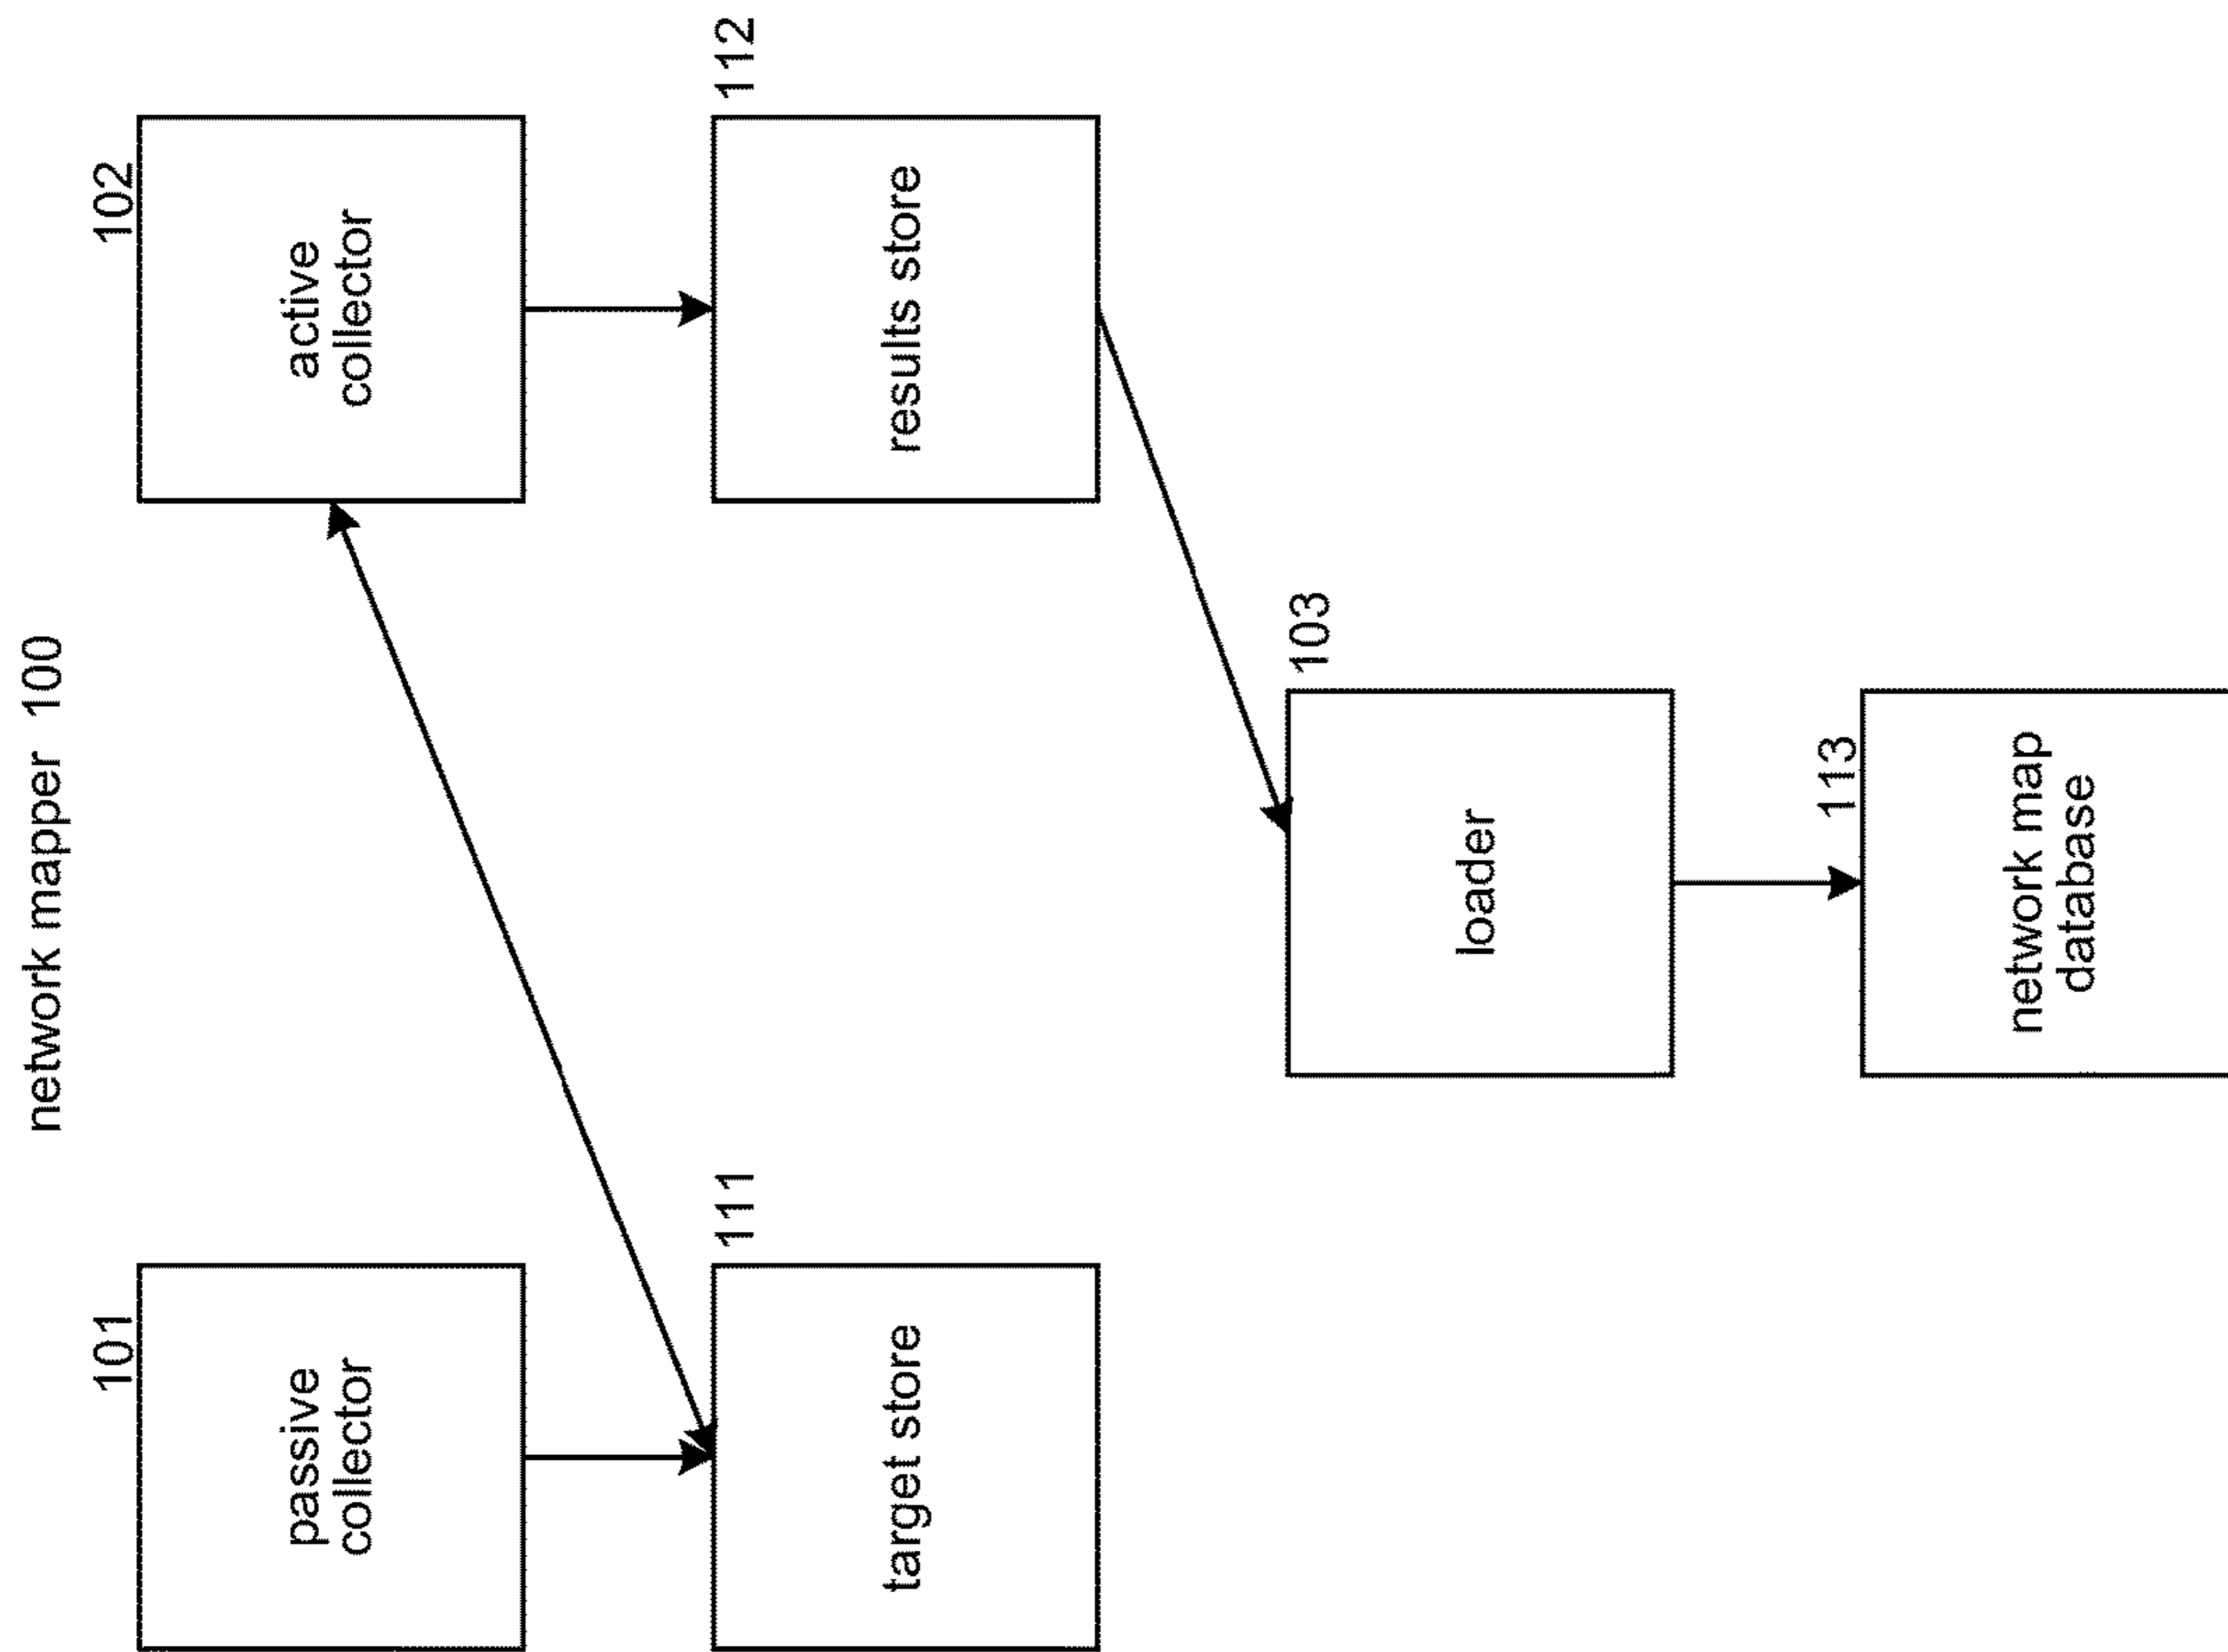 network mapper 100
101
passive
collector
102
active
collector
111
target store
112
results store
103
loader
113
network map
database